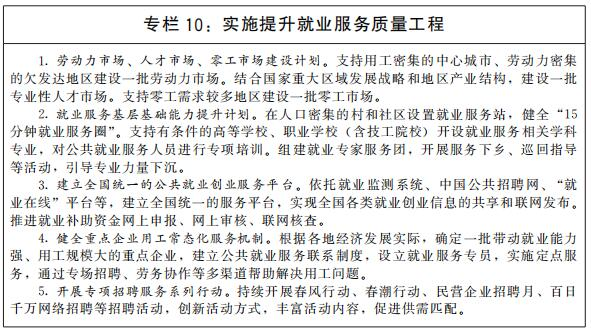 专栏 10：实施提升就业服务质量工程
1. 劳动力市场、人才市场、零工市场建设计划。支持用工密集的中心城市、劳动力密集
的欠发达地区建设一批劳动力市场。结合国家重大区域发展战略和地区产业结构，建设一批
专业性人才市场。支持零工需求较多地区建设一批零工市场。
2. 就业服务基层基础能力提升计划。在人口密集的村和社区设置就业服务站，健全“15
分钟就业服务圈”。支持有条件的高等学校、职业学校（含技工院校）开设就业服务相关学科
专业，对公共就业服务人员进行专项培训。组建就业专家服务团，开展服务下乡、巡回指导
等活动，引导专业力量下沉。
3. 建立全国统一的公共就业创业服务平台。依托就业监测系统、中国公共招聘网、“就
业在线”平台等，建立全国统一的服务平台，实现全国各类就业创业信息的共享和联网发布。
推进就业补助资金网上申报、网上审核、联网核查。
4. 健全重点企业用工常态化服务机制。根据各地经济发展实际，确定一批带动就业能力
强、用工规模大的重点企业，建立公共就业服务联系制度，设立就业服务专员，实施定点服
务，通过专场招聘、劳务协作等多渠道帮助解决用工问题。
5. 开展专项招聘服务系列行动。持续开展春风行动、春潮行动、民营企业招聘月、百日
千万网络招聘等招聘活动，创新活动方式，丰富活动内容，促进供需匹配。